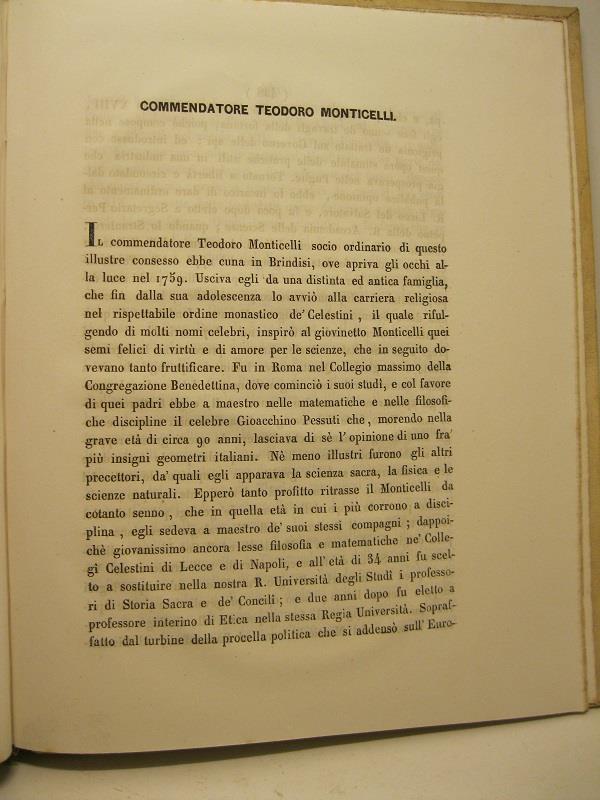 COMMENDATORE TEODORO MONTICELLI.
IL commendatore Teodoro Monticelli socio ordinario di questo
illustre consesso ebbe cuna in Brindisi, ove apriva gli occhi al-
la luce nel 1759. Usciva egli da una distinta ed antica famiglia,
che fin dalla sua adolescenza lo avviò alla carriera religiosa
nel rispettabile ordine monastico de' Celestini, il quale riful-
gendo di molti nomi celebri, inspirò al giovinetto Monticelli quei
semi felici di virtù e di amore per le scienze, che in seguito do-
vevano tanto fruttificare. Fu in Roma nel Collegio massimo della
Congregazione Benedettina, dove cominciò i suoi studî, e col favore
di quei padri ebbe a maestro nelle matematiche e nelle filosofi-
che discipline il celebre Gioacchino Pessuti che, morendo nella
grave età di circa 90 anni, lasciava di sè l'opinione di uno fra'
più insigni geometri italiani. Nè meno illustri furono gli altri
precettori, da' quali egli apparava la scienza sacra, la fisica e le
scienze naturali. Epperò tanto profitto ritrasse il Monticelli da
cotanto senno, che in quella età in cui i più corrono a disci-
plina, egli sedeva a maestro de' suoi stessi compagni; dappoi-
chè giovanissimo ancora lesse filosofia e matematiche ne' Colle-
gî Celestini di Lecce e di Napoli, e all'età di 34 anni fu scel-
to a sostituire nella nostra R. Università degli Studî i professo-
ri di Storia Sacra e de' Concilî; e due anni dopo fu eletto a
professore interino di Etica nella stessa Regia Università. Sopraf-
fatto dal turbine della procella politica che si addensò sull'Euro-